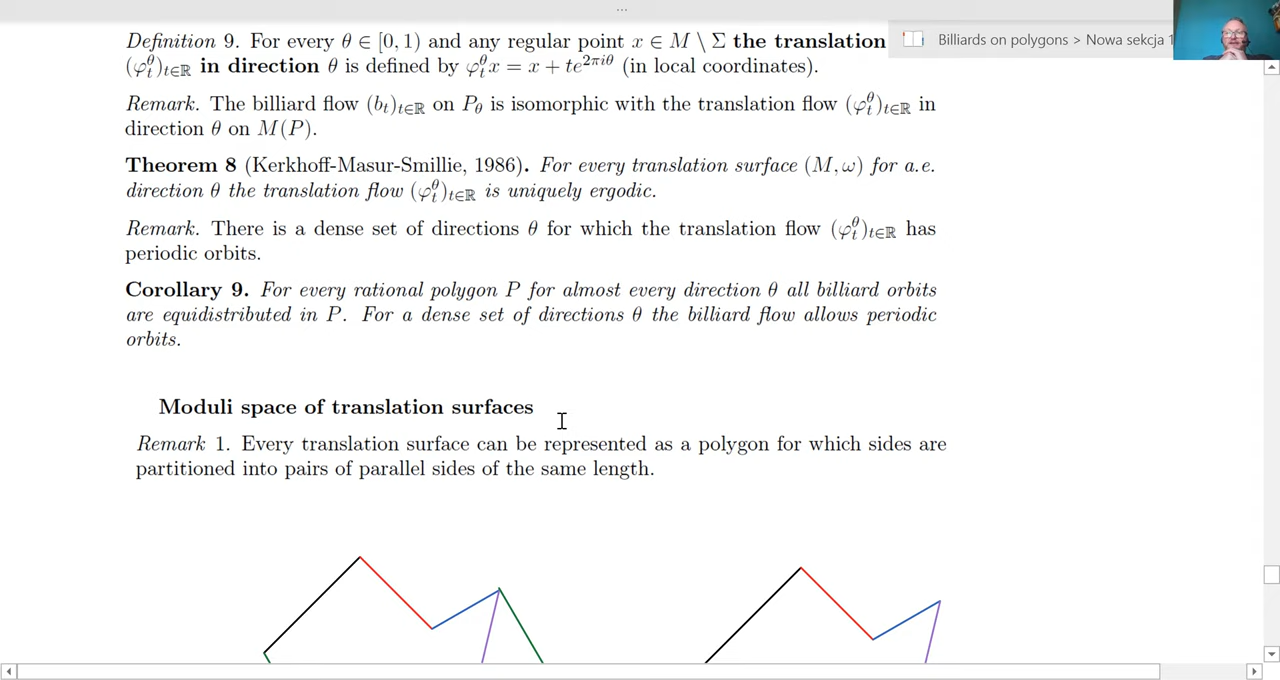 ...
Billiards on polygons > Nowa sekcja 1
Definition 9. For every θ ∈ [0, 1) and any regular point x ∈ M \ Σ the translation
(φ_t^θ)_{t∈ℝ} in direction θ is defined by φ_t^θ x = x + te^{2πiθ} (in local coordinates).
Remark. The billiard flow (b_t)_{t∈ℝ} on P_θ is isomorphic with the translation flow (φ_t^θ)_{t∈ℝ} in
direction θ on M(P).
Theorem 8 (Kerkhoff-Masur-Smillie, 1986). For every translation surface (M, ω) for a.e.
direction θ the translation flow (φ_t^θ)_{t∈ℝ} is uniquely ergodic.
Remark. There is a dense set of directions θ for which the translation flow (φ_t^θ)_{t∈ℝ} has
periodic orbits.
Corollary 9. For every rational polygon P for almost every direction θ all billiard orbits
are equidistributed in P. For a dense set of directions θ the billiard flow allows periodic
orbits.
Moduli space of translation surfaces
Remark 1. Every translation surface can be represented as a polygon for which sides are
partitioned into pairs of parallel sides of the same length.